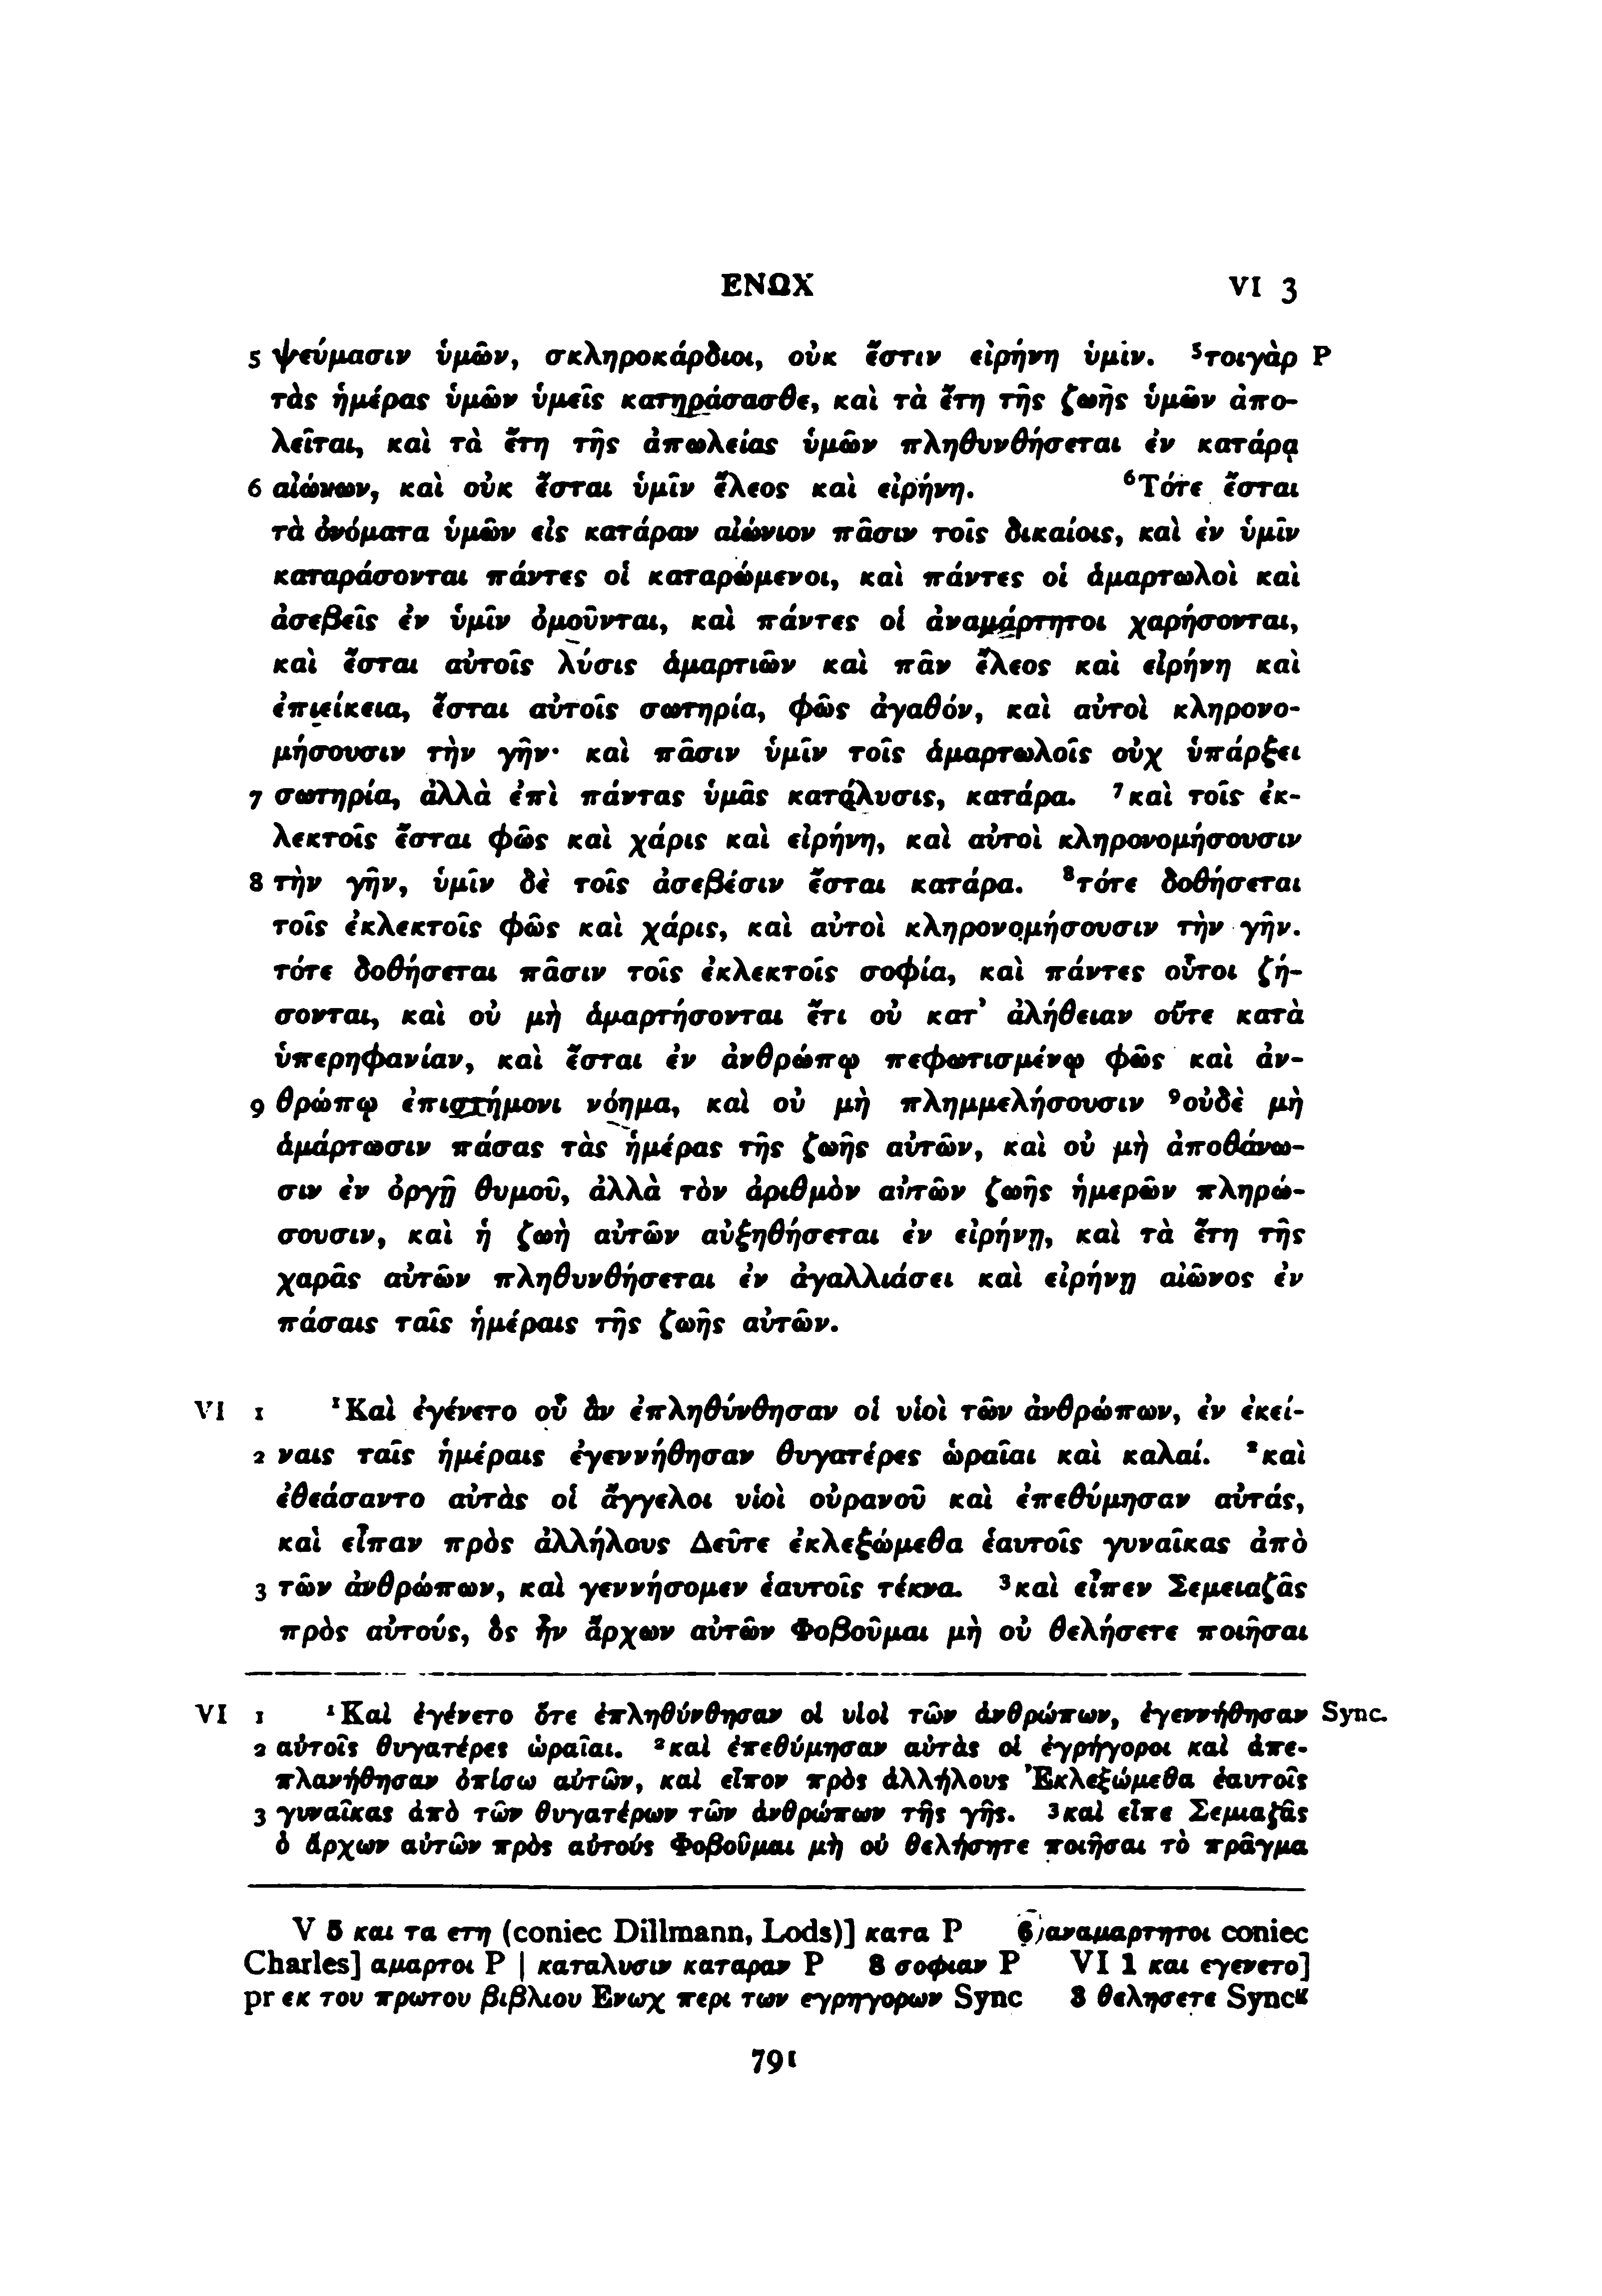 ΕΝΩΧ VI 3
5 ψεύμασιν ὑμῶν, σκληροκάρδιοι, οὐκ ἔστιν εἰρήνη ὑμῖν. ⁵τοιγὰρ P
τὰς ἡμέρας ὑμῶν ὑμεῖς κατηράσασθε, καὶ τὰ ἔτη τῆς ζωῆς ὑμῶν ἀπο-
λεῖται, καὶ τὰ ἔτη τῆς ἀπωλείας ὑμῶν πληθυνθήσεται ἐν κατάρᾳ
6 αἰώνων, καὶ οὐκ ἔσται ὑμῖν ἔλεος καὶ εἰρήνη. ⁶Τότε ἔσται
τὰ ὀνόματα ὑμῶν εἰς κατάραν αἰώνιον πᾶσιν τοῖς δικαίοις, καὶ ἐν ὑμῖν
καταράσονται πάντες οἱ καταρώμενοι, καὶ πάντες οἱ ἁμαρτωλοὶ καὶ
ἀσεβεῖς ἐν ὑμῖν ὀμοῦνται, καὶ πάντες οἱ ἀναμάρτητοι χαρήσονται,
καὶ ἔσται αὐτοῖς λύσις ἁμαρτιῶν καὶ πᾶν ἔλεος καὶ εἰρήνη καὶ
ἐπιείκεια, ἔσται αὐτοῖς σωτηρία, φῶς ἀγαθόν, καὶ αὐτοὶ κληρονο-
μήσουσιν τὴν γῆν· καὶ πᾶσιν ὑμῖν τοῖς ἁμαρτωλοῖς οὐχ ὑπάρξει
7 σωτηρία, ἀλλὰ ἐπὶ πάντας ὑμᾶς κατάλυσις, κατάρα. ⁷καὶ τοῖς ἐκ-
λεκτοῖς ἔσται φῶς καὶ χάρις καὶ εἰρήνη, καὶ αὐτοὶ κληρονομήσουσιν
8 τὴν γῆν, ὑμῖν δὲ τοῖς ἀσεβέσιν ἔσται κατάρα. ⁸τότε δοθήσεται
τοῖς ἐκλεκτοῖς φῶς καὶ χάρις, καὶ αὐτοὶ κληρονομήσουσιν τὴν γῆν.
τότε δοθήσεται πᾶσιν τοῖς ἐκλεκτοῖς σοφία, καὶ πάντες οὗτοι ζή-
σονται, καὶ οὐ μὴ ἁμαρτήσονται ἔτι οὐ κατ’ ἀλήθειαν οὔτε κατὰ
ὑπερηφανίαν, καὶ ἔσται ἐν ἀνθρώπῳ πεφωτισμένῳ φῶς καὶ ἀν-
9 θρώπῳ ἐπιστήμονι νόημα, καὶ οὐ μὴ πλημμελήσουσιν ⁹οὐδὲ μὴ
ἁμάρτωσιν πάσας τὰς ἡμέρας τῆς ζωῆς αὐτῶν, καὶ οὐ μὴ ἀποθάνω-
σιν ἐν ὀργῇ θυμοῦ, ἀλλὰ τὸν ἀριθμὸν αὐτῶν ζωῆς ἡμερῶν πληρώ-
σουσιν, καὶ ἡ ζωὴ αὐτῶν αὐξηθήσεται ἐν εἰρήνῃ, καὶ τὰ ἔτη τῆς
χαρᾶς αὐτῶν πληθυνθήσεται ἐν ἀγαλλιάσει καὶ εἰρήνῃ αἰῶνος ἐν
πάσαις ταῖς ἡμέραις τῆς ζωῆς αὐτῶν.
VI 1 ¹Καὶ ἐγένετο οὗ ἂν ἐπληθύνθησαν οἱ υἱοὶ τῶν ἀνθρώπων, ἐν ἐκεί-
2 ναις ταῖς ἡμέραις ἐγεννήθησαν θυγατέρες ὡραῖαι καὶ καλαί. ²καὶ
ἐθεάσαντο αὐτὰς οἱ ἄγγελοι υἱοὶ οὐρανοῦ καὶ ἐπεθύμησαν αὐτάς,
καὶ εἶπαν πρὸς ἀλλήλους Δεῦτε ἐκλεξώμεθα ἑαυτοῖς γυναῖκας ἀπὸ
3 τῶν ἀνθρώπων, καὶ γεννήσομεν ἑαυτοῖς τέκνα. ³καὶ εἶπεν Σεμειαζᾶς
πρὸς αὐτούς, ὃς ἦν ἄρχων αὐτῶν Φοβοῦμαι μὴ οὐ θελήσετε ποιῆσαι
VI 1 ¹Καὶ ἐγένετο ὅτε ἐπληθύνθησαν οἱ υἱοὶ τῶν ἀνθρώπων, ἐγεννήθησαν Sync.
2 αὐτοῖς θυγατέρες ὡραῖαι. ²καὶ ἐπεθύμησαν αὐτὰς οἱ ἐγρήγοροι καὶ ἀπε-
πλανήθησαν ὀπίσω αὐτῶν, καὶ εἶπον πρὸς ἀλλήλους Ἐκλεξώμεθα ἑαυτοῖς
3 γυναῖκας ἀπὸ τῶν θυγατέρων τῶν ἀνθρώπων τῆς γῆς. ³καὶ εἶπε Σεμιαζᾶς
ὁ ἄρχων αὐτῶν πρὸς αὐτούς Φοβοῦμαι μὴ οὐ θελήσητε ποιῆσαι τὸ πρᾶγμα
V 5 και τα ετη (coniec Dillmann, Lods)] κατα P 6 αναμαρτητοι coniec
Charles] αμαρτοι P | καταλυσιν καταραν P 8 σοφιαν P VI 1 και εγενετο]
pr εκ του πρωτου βιβλιου Ενωχ περι των εγρηγορων Sync 3 θελησετε Syncᵍ
791